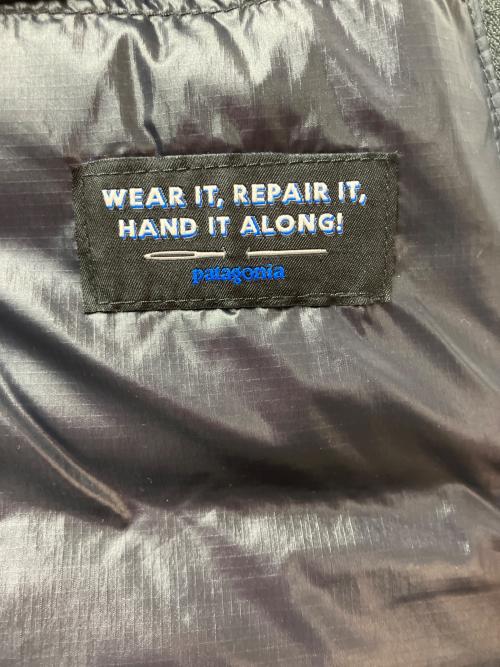 WEAR IT, REPAIR IT,
HAND IT ALONG!
patagonia